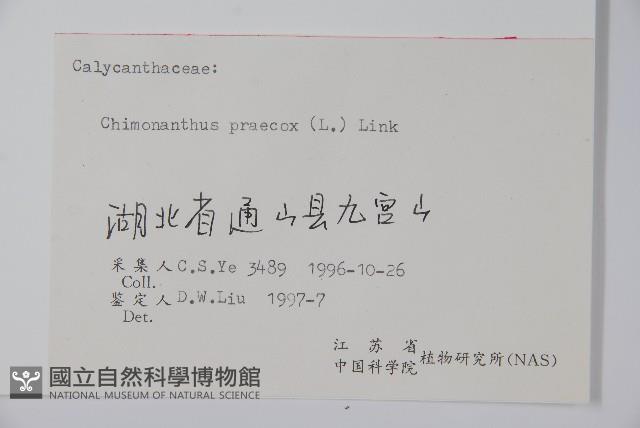 Calycanthaceae:
Chimonanthus praecox (L.) Link
湖北省通山县九宫山
采集人 C.S.Ye 3489 1996-10-26
Coll.
鉴定人 D.W.Liu 1997-7
Det.
江苏省
中国科学院 植物研究所(NAS)
國立自然科學博物館
NATIONAL MUSEUM OF NATURAL SCIENCE